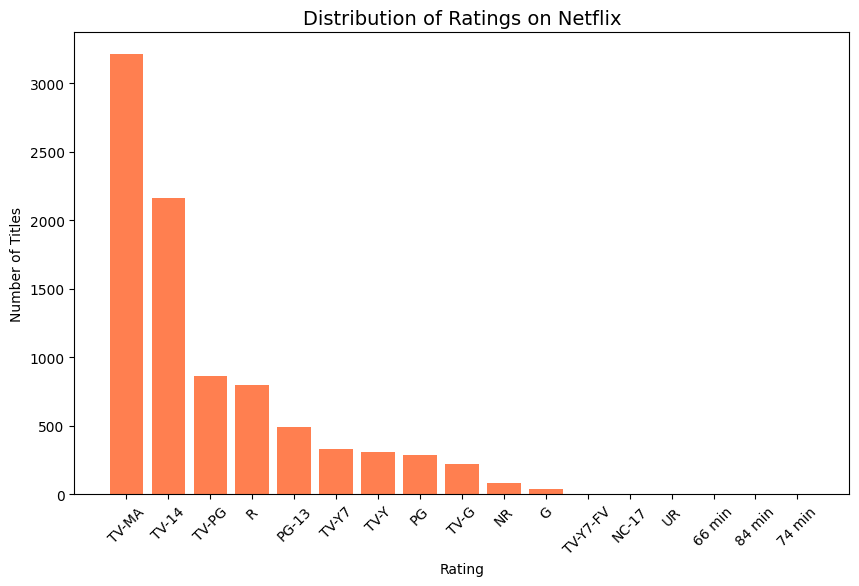 Distribution of Ratings on Netflix
Number of Titles
3000
2500
2000
1500
1000
500
0
TV-MA
TV-14
TV-PG
R
PG-13
TV-Y7
TV-Y
PG
TV-G
NR
G
TV-Y7-FV
NC-17
UR
66 min
84 min
74 min
Rating